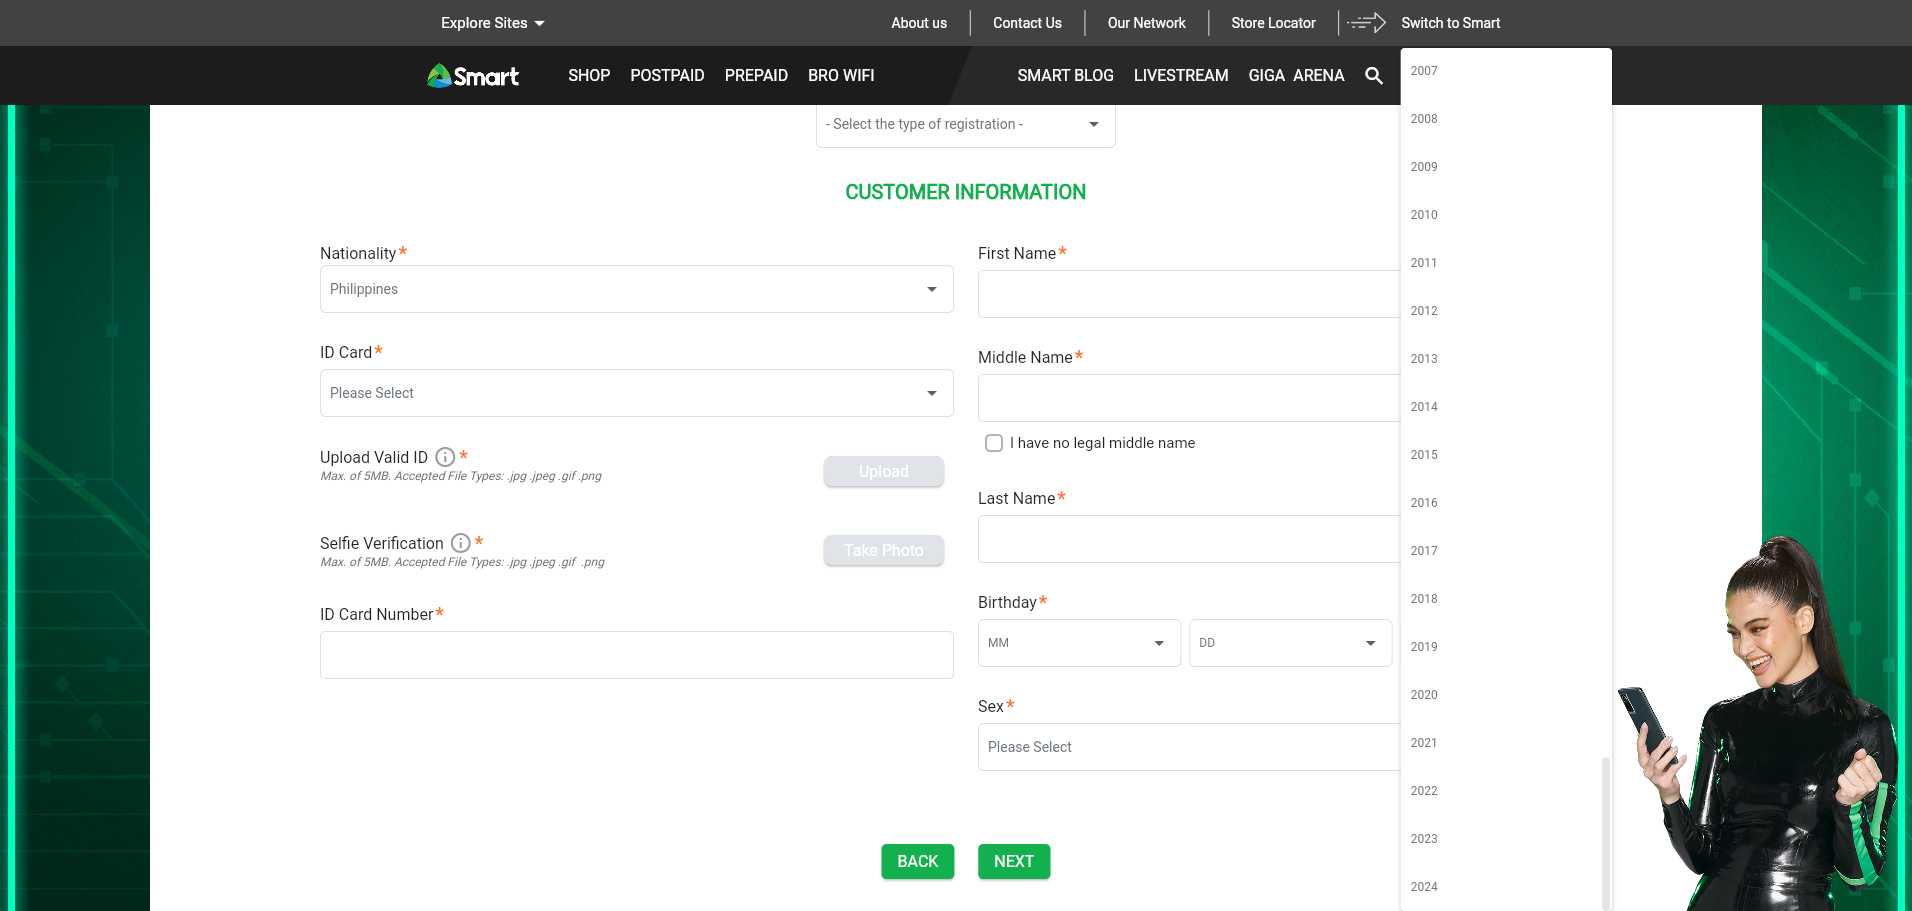 Explore Sites
About us
Contact Us
Our Network
Store Locator
Switch to Smart
Smart
SHOP
POSTPAID
PREPAID
BRO WIFI
SMART BLOG
LIVESTREAM
GIGA ARENA
- Select the type of registration -
CUSTOMER INFORMATION
Nationality*
Philippines
ID Card*
Please Select
Upload Valid ID *
Max. of 5MB. Accepted File Types: .jpg .jpeg .gif .png
Upload
Selfie Verification *
Max. of 5MB. Accepted File Types: .jpg .jpeg .gif .png
Take Photo
ID Card Number*
First Name*
Middle Name*
I have no legal middle name
Last Name*
Birthday*
MM
DD
Sex*
Please Select
BACK
NEXT
2007
2008
2009
2010
2011
2012
2013
2014
2015
2016
2017
2018
2019
2020
2021
2022
2023
2024